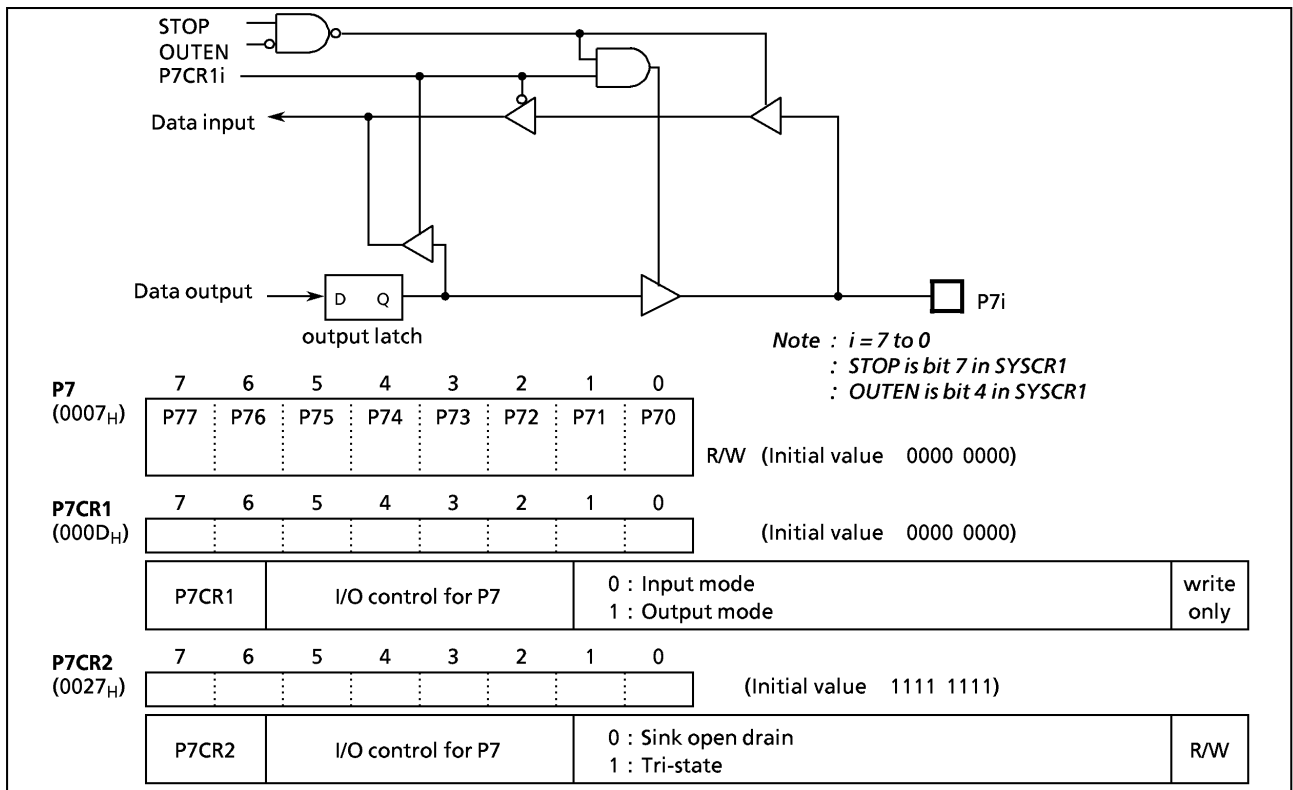 STOP
OUTEN
P7CR1i
Data input
Data output
D Q
output latch
P7i
Note : i = 7 to 0
: STOP is bit 7 in SYSCR1
: OUTEN is bit 4 in SYSCR1
P7
(0007H)
7 6 5 4 3 2 1 0
P77 P76 P75 P74 P73 P72 P71 P70
R/W (Initial value 0000 0000)
P7CR1
(000DH)
7 6 5 4 3 2 1 0
(Initial value 0000 0000)
P7CR1
I/O control for P7
0 : Input mode
1 : Output mode
write
only
P7CR2
(0027H)
7 6 5 4 3 2 1 0
(Initial value 1111 1111)
P7CR2
I/O control for P7
0 : Sink open drain
1 : Tri-state
R/W